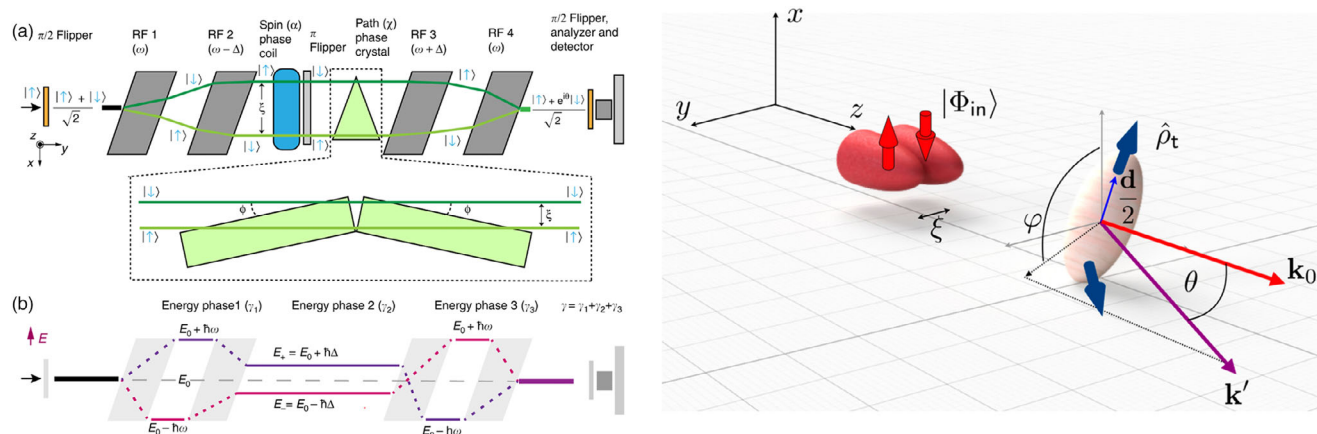 (a)
π/2 Flipper
RF 1
(ω)
RF 2
(ω − Δ)
Spin (α)
phase
coil
π
Flipper
Path (χ)
phase
crystal
RF 3
(ω + Δ)
RF 4
(ω)
π/2 Flipper,
analyzer and
detector
|↑⟩
|↑⟩ + |↓⟩
√2
|↓⟩
|↑⟩
|↑⟩
|↓⟩
ξ
|↓⟩
|↑⟩
|↑⟩
|↓⟩
|↑⟩ + e^{iθ}|↓⟩
√2
z
y
x
|↓⟩
|↓⟩
ϕ
ϕ
ξ
|↑⟩
|↑⟩
(b)
Energy phase1 (γ₁)
Energy phase 2 (γ₂)
Energy phase 3 (γ₃)
γ = γ₁+γ₂+γ₃
E
E₀ + ℏω
E₀ + ℏω
E₊ = E₀ + ℏΔ
E₀
E₋= E₀ − ℏΔ
E₀ − ℏω
E₀ − ℏω
x
y
z
|Φ_in⟩
ξ
ρ̂_t
d
2
φ
k₀
θ
k′